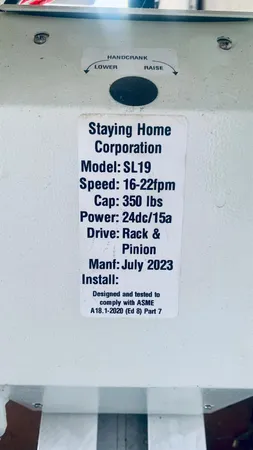 HANDCRANK
LOWER RAISE
Staying Home
Corporation
Model: SL19
Speed: 16-22fpm
Cap: 350 lbs
Power: 24dc/15a
Drive: Rack &
Pinion
Manf: July 2023
Install:
Designed and tested to
comply with ASME
A18.1-2020 (Ed 8) Part 7